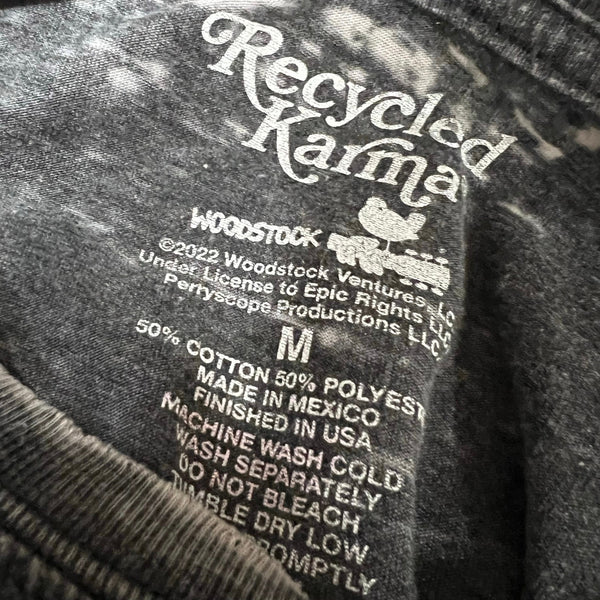 Recycled
Karma
WOODSTOCK
©2022 Woodstock Ventures, LC
Under License to Epic Rights, LLC
Perryscope Productions LLC,
M
50% COTTON 50% POLYEST
MADE IN MEXICO
FINISHED IN USA
MACHINE WASH COLD
WASH SEPARATELY
DO NOT BLEACH
TUMBLE DRY LOW
PROMPTLY